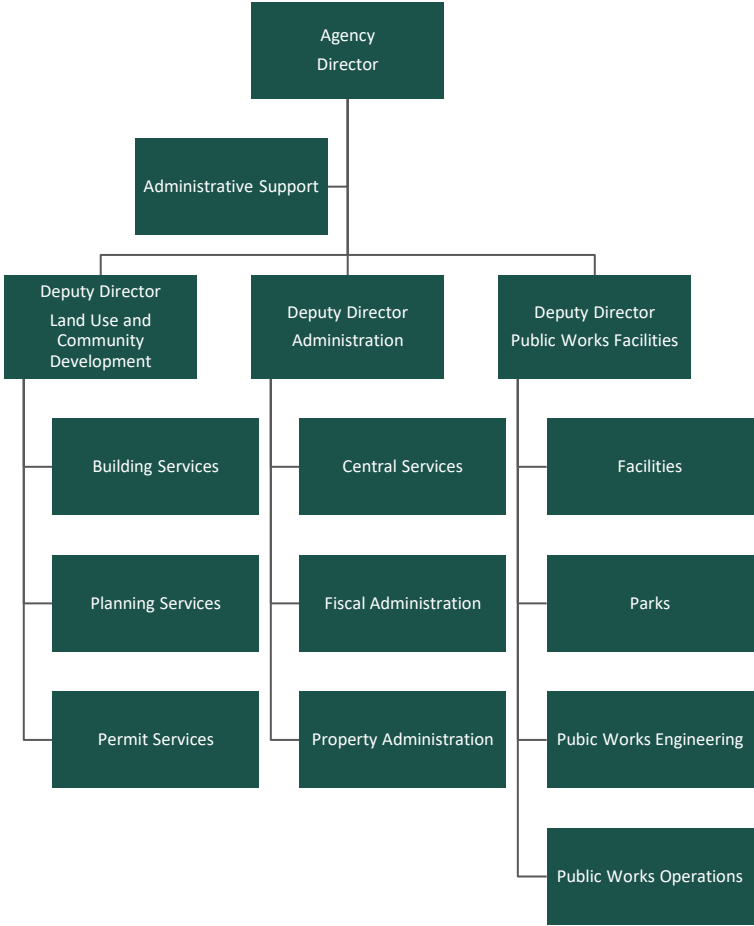 Agency
Director
Administrative Support
Deputy Director
Land Use and
Community
Development
Deputy Director
Administration
Deputy Director
Public Works Facilities
Building Services
Central Services
Facilities
Planning Services
Fiscal Administration
Parks
Permit Services
Property Administration
Pubic Works Engineering
Public Works Operations